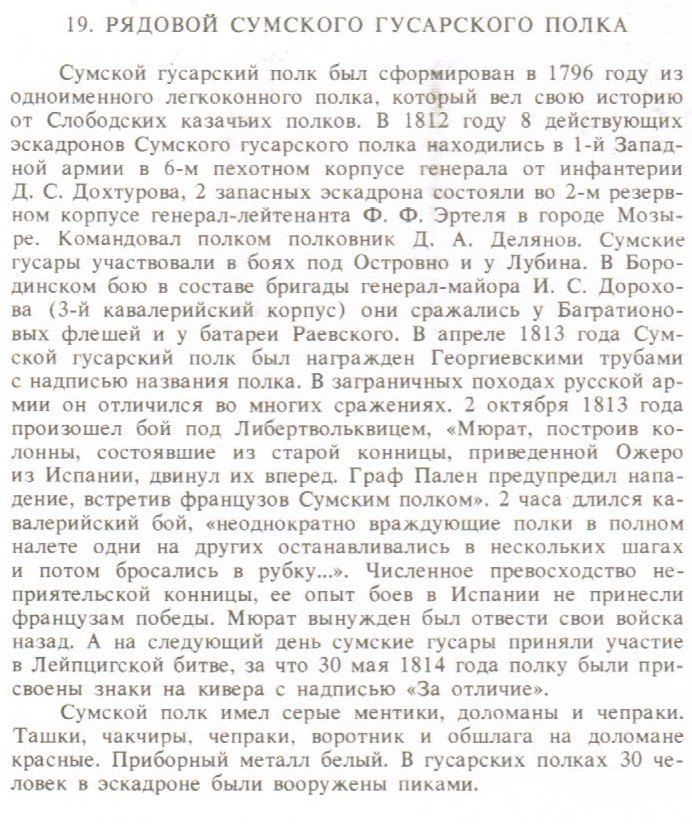 19. РЯДОВОЙ СУМСКОГО ГУСАРСКОГО ПОЛКА
Сумской гусарский полк был сформирован в 1796 году из
одноименного легкоконного полка, который вел свою историю
от Слободских казачьих полков. В 1812 году 8 действующих
эскадронов Сумского гусарского полка находились в 1-й Запад-
ной армии в 6-м пехотном корпусе генерала от инфантерии
Д. С. Дохтурова, 2 запасных эскадрона состояли во 2-м резерв-
ном корпусе генерал-лейтенанта Ф. Ф. Эртеля в городе Мозы-
ре. Командовал полком полковник Д. А. Делянов. Сумские
гусары участвовали в боях под Островно и у Лубина. В Боро-
динском бою в составе бригады генерал-майора И. С. Дорохо-
ва (3-й кавалерийский корпус) они сражались у Багратионо-
вых флешей и у батареи Раевского. В апреле 1813 года Сум-
ской гусарский полк был награжден Георгиевскими трубами
с надписью названия полка. В заграничных походах русской ар-
мии он отличился во многих сражениях. 2 октября 1813 года
произошел бой под Либертвольквицем, «Мюрат, построив ко-
лонны, состоявшие из старой конницы, приведенной Ожеро
из Испании, двинул их вперед. Граф Пален предупредил напа-
дение, встретив французов Сумским полком». 2 часа длился ка-
валерийский бой, «неоднократно враждующие полки в полном
налете одни на других останавливались в нескольких шагах
и потом бросались в рубку...». Численное превосходство не-
приятельской конницы, ее опыт боев в Испании не принесли
французам победы. Мюрат вынужден был отвести свои войска
назад. А на следующий день сумские гусары приняли участие
в Лейпцигской битве, за что 30 мая 1814 года полку были при-
своены знаки на кивера с надписью «За отличие».
Сумской полк имел серые ментики, доломаны и чепраки.
Ташки, чакчиры, чепраки, воротник и обшлага на доломане
красные. Приборный металл белый. В гусарских полках 30 че-
ловек в эскадроне были вооружены пиками.